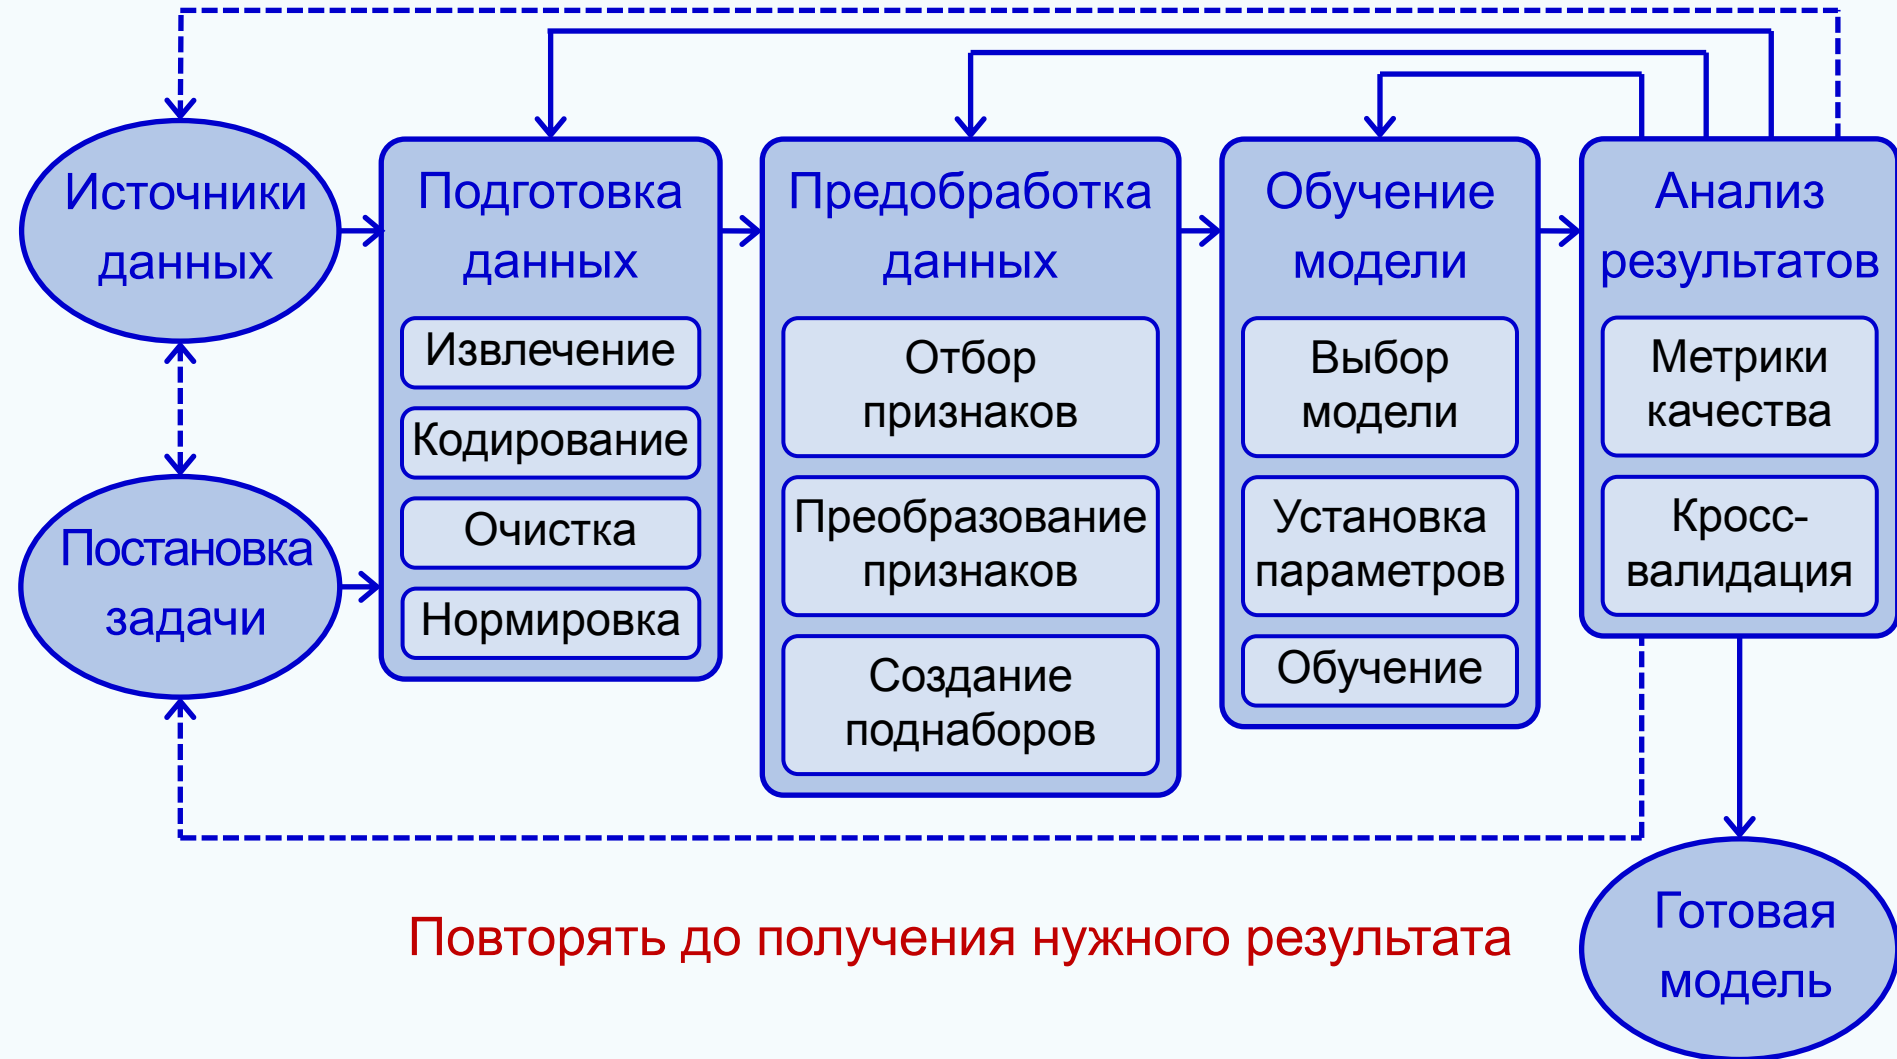 Источники
данных
Постановка
задачи
Подготовка
данных
Извлечение
Кодирование
Очистка
Нормировка
Предобработка
данных
Отбор
признаков
Преобразование
признаков
Создание
поднаборов
Обучение
модели
Выбор
модели
Установка
параметров
Обучение
Анализ
результатов
Метрики
качества
Кросс-
валидация
Повторять до получения нужного результата
Готовая
модель